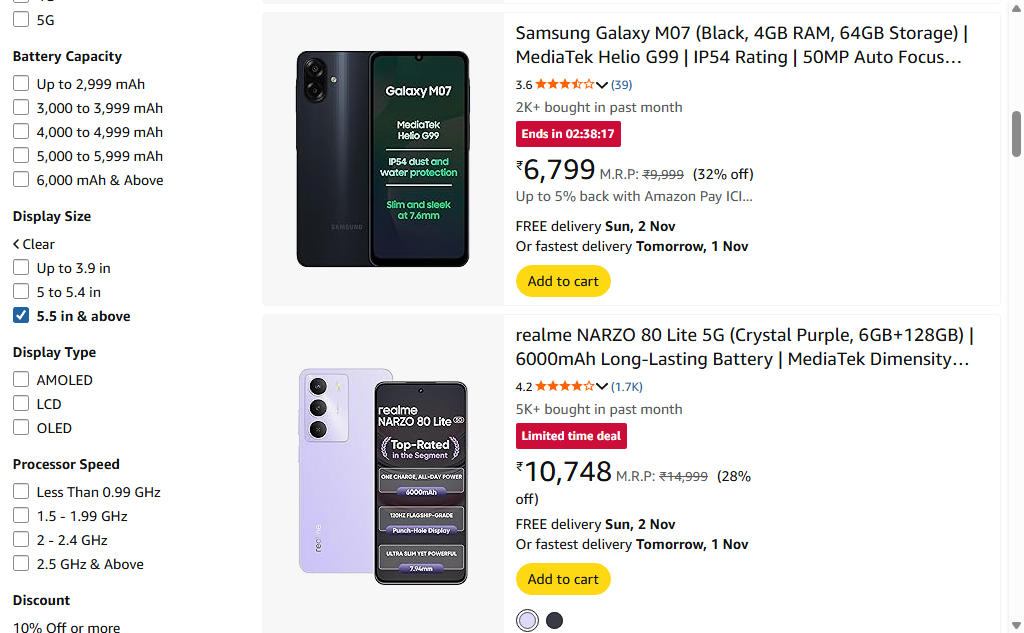 5G
Battery Capacity
Up to 2,999 mAh
3,000 to 3,999 mAh
4,000 to 4,999 mAh
5,000 to 5,999 mAh
6,000 mAh & Above
Display Size
Clear
Up to 3.9 in
5 to 5.4 in
5.5 in & above
Display Type
AMOLED
LCD
OLED
Processor Speed
Less Than 0.99 GHz
1.5 - 1.99 GHz
2 - 2.4 GHz
2.5 GHz & Above
Discount
10% Off or more
Galaxy M07
MediaTek
Helio G99
IP54 dust and
water protection
Slim and sleek
at 7.6mm
SAMSUNG
Samsung Galaxy M07 (Black, 4GB RAM, 64GB Storage) |
MediaTek Helio G99 | IP54 Rating | 50MP Auto Focus…
3.6 (39)
2K+ bought in past month
Ends in 02:38:17
₹6,799 M.R.P: ₹9,999 (32% off)
Up to 5% back with Amazon Pay ICI…
FREE delivery Sun, 2 Nov
Or fastest delivery Tomorrow, 1 Nov
Add to cart
realme
NARZO 80 Lite 5G
Top-Rated
in the Segment
ONE CHARGE, ALL-DAY POWER
6000mAh
120HZ FLAGSHIP-GRADE
Punch-Hole Display
ULTRA SLIM YET POWERFUL
7.94mm
realme
realme NARZO 80 Lite 5G (Crystal Purple, 6GB+128GB) |
6000mAh Long-Lasting Battery | MediaTek Dimensity…
4.2 (1.7K)
5K+ bought in past month
Limited time deal
₹10,748 M.R.P: ₹14,999 (28%
off)
FREE delivery Sun, 2 Nov
Or fastest delivery Tomorrow, 1 Nov
Add to cart